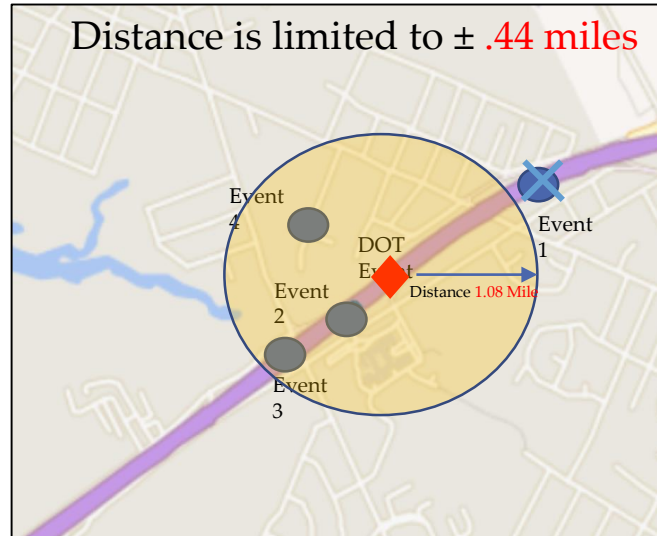 Distance is limited to ± .44 miles
Event
4
Event
1
DOT
Event
Distance 1.08 Mile
Event
2
Event
3